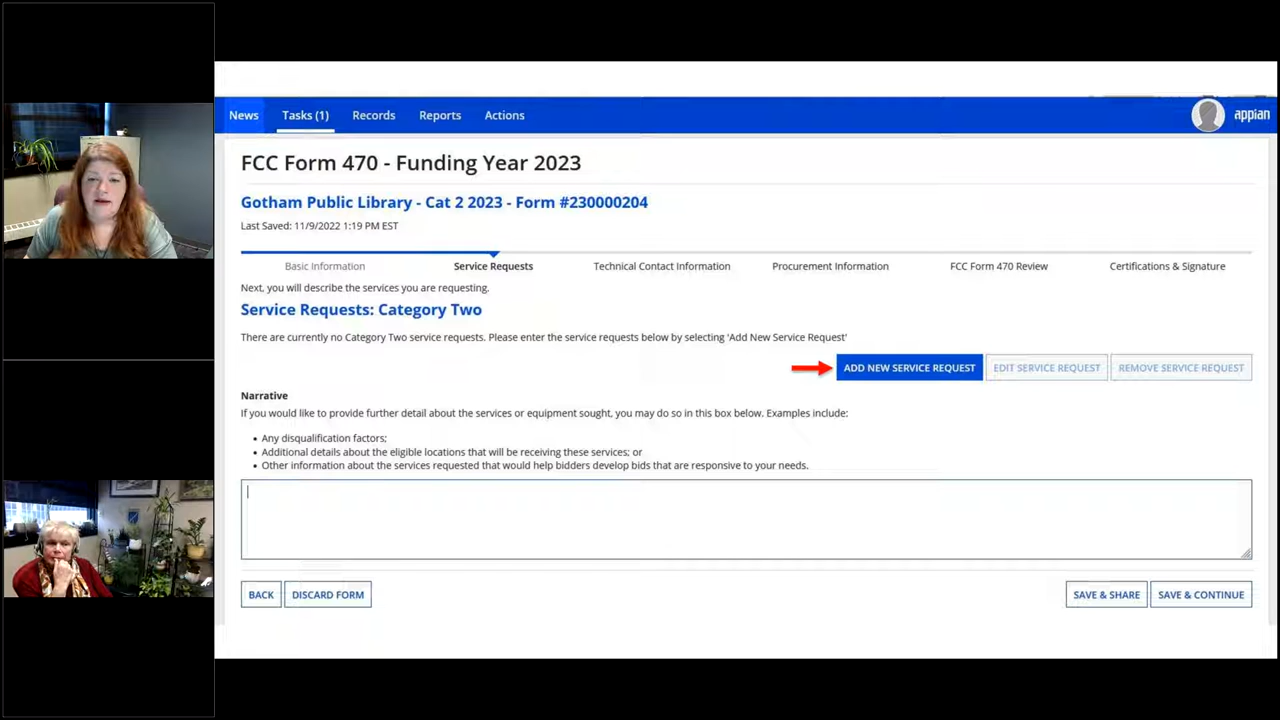 News Tasks (1) Records Reports Actions appian
FCC Form 470 - Funding Year 2023
Gotham Public Library - Cat 2 2023 - Form #230000204
Last Saved: 11/9/2022 1:19 PM EST
Basic Information Service Requests Technical Contact Information Procurement Information FCC Form 470 Review Certifications & Signature
Next, you will describe the services you are requesting.
Service Requests: Category Two
There are currently no Category Two service requests. Please enter the service requests below by selecting 'Add New Service Request'
ADD NEW SERVICE REQUEST EDIT SERVICE REQUEST REMOVE SERVICE REQUEST
Narrative
If you would like to provide further detail about the services or equipment sought, you may do so in this box below. Examples include:
• Any disqualification factors;
• Additional details about the eligible locations that will be receiving these services; or
• Other information about the services requested that would help bidders develop bids that are responsive to your needs.
BACK DISCARD FORM SAVE & SHARE SAVE & CONTINUE